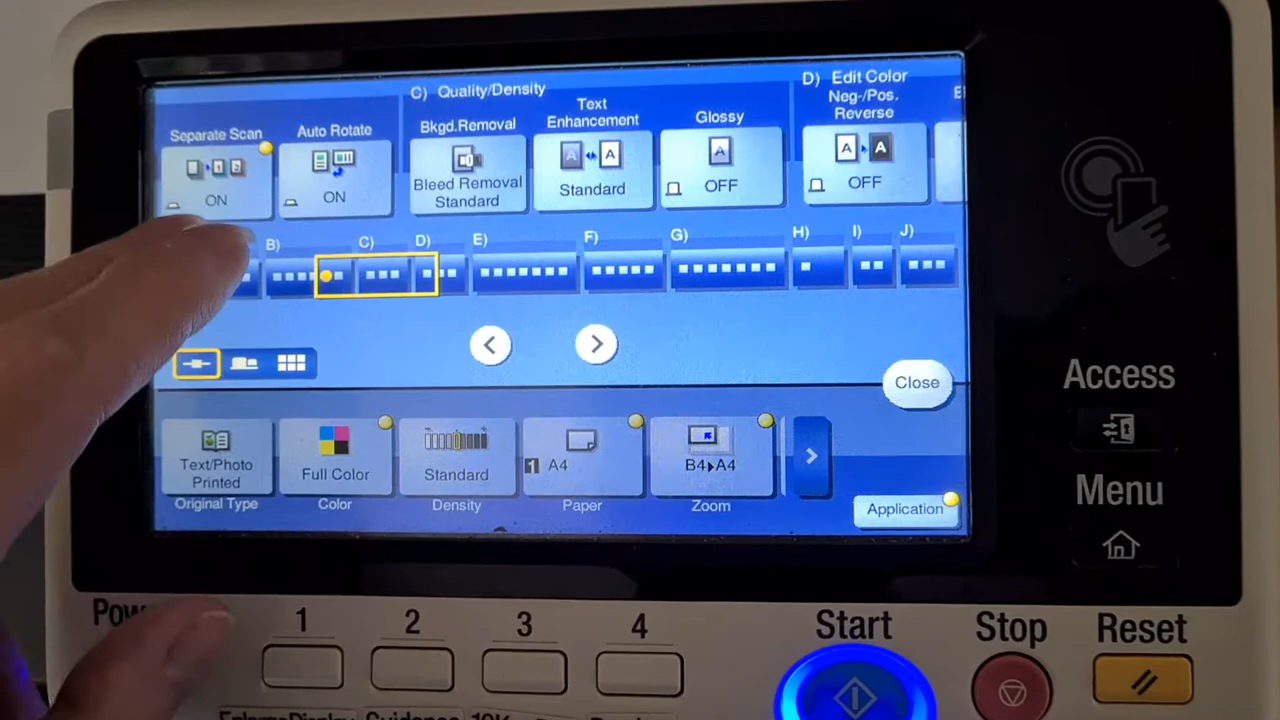 C) Quality/Density
D) Edit Color
Separate Scan
ON
Auto Rotate
ON
Bkgd.Removal
Bleed Removal
Standard
Text
Enhancement
Standard
Glossy
OFF
Neg-/Pos.
Reverse
OFF
B)
C)
D)
E)
F)
G)
H)
I)
J)
Close
Text/Photo
Printed
Original Type
Full Color
Color
Standard
Density
1 A4
Paper
B4▶A4
Zoom
Application
Access
Menu
1
2
3
4
Start
Stop
Reset
Guidance